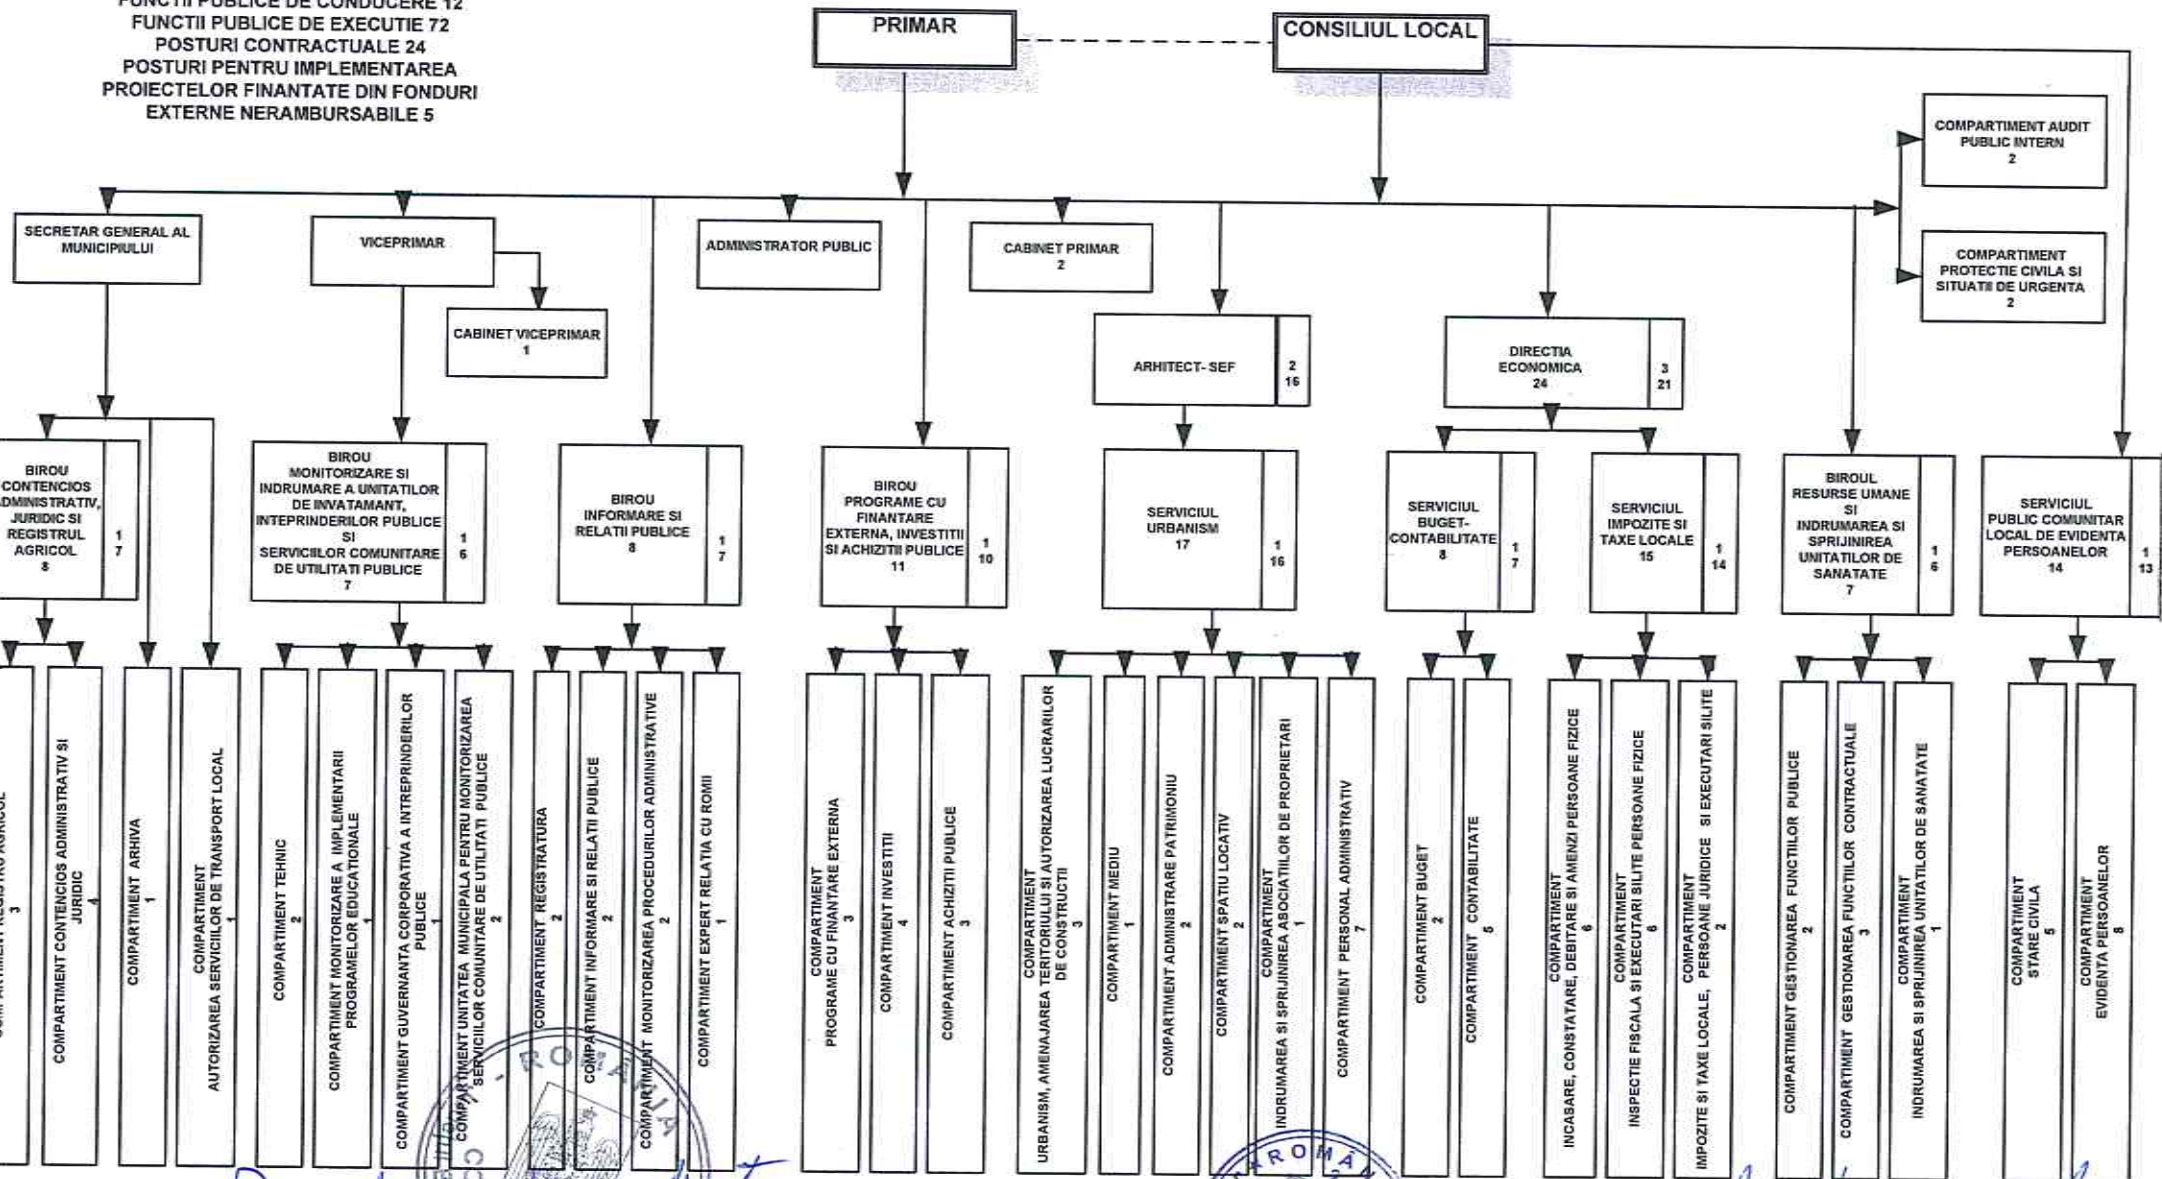 FUNCTII PUBLICE DE CONDUCERE 12
FUNCTII PUBLICE DE EXECUTIE 72
POSTURI CONTRACTUALE 24
POSTURI PENTRU IMPLEMENTAREA
PROIECTELOR FINANTATE DIN FONDURI
EXTERNE NERAMBURSABILE 5
PRIMAR
CONSILIUL LOCAL
COMPARTIMENT AUDIT
PUBLIC INTERN
2
COMPARTIMENT
PROTECTIE CIVILA SI
SITUATII DE URGENTA
2
SECRETAR GENERAL AL
MUNICIPIULUI
VICEPRIMAR
ADMINISTRATOR PUBLIC
CABINET PRIMAR
2
CABINET VICEPRIMAR
1
ARHITECT- SEF
2
16
DIRECTIA
ECONOMICA
24
3
21
BIROU
CONTENCIOS
ADMINISTRATIV,
JURIDIC SI
REGISTRUL
AGRICOL
8
1
7
BIROU
MONITORIZARE SI
INDRUMARE A UNITATILOR
DE INVATAMANT,
INTEPRINDERILOR PUBLICE
SI
SERVICIILOR COMUNITARE
DE UTILITATI PUBLICE
7
1
6
BIROU
INFORMARE SI
RELATII PUBLICE
8
1
7
BIROU
PROGRAME CU
FINANTARE
EXTERNA, INVESTITII
SI ACHIZITII PUBLICE
11
1
10
SERVICIUL
URBANISM
17
1
16
SERVICIUL
BUGET-
CONTABILITATE
8
1
7
SERVICIUL
IMPOZITE SI
TAXE LOCALE
15
1
14
BIROUL
RESURSE UMANE
SI
INDRUMAREA SI
SPRIJINIREA
UNITATILOR DE
SANATATE
7
1
6
SERVICIUL
PUBLIC COMUNITAR
LOCAL DE EVIDENTA
PERSOANELOR
14
1
13
COMPARTIMENT REGISTRU AGRICOL
3
COMPARTIMENT CONTENCIOS ADMINISTRATIV SI
JURIDIC
4
COMPARTIMENT ARHIVA
1
COMPARTIMENT
AUTORIZAREA SERVICIILOR DE TRANSPORT LOCAL
1
COMPARTIMENT TEHNIC
2
COMPARTIMENT MONITORIZARE A IMPLEMENTARII
PROGRAMELOR EDUCATIONALE
1
COMPARTIMENT GUVERNANTA CORPORATIVA A INTREPRINDERILOR
PUBLICE
1
COMPARTIMENT UNITATEA MUNICIPALA PENTRU MONITORIZAREA
SERVICIILOR COMUNITARE DE UTILITATI PUBLICE
2
COMPARTIMENT REGISTRATURA
2
COMPARTIMENT INFORMARE SI RELATII PUBLICE
2
COMPARTIMENT MONITORIZAREA PROCEDURILOR ADMINISTRATIVE
2
COMPARTIMENT EXPERT RELATIA CU ROMII
1
COMPARTIMENT
PROGRAME CU FINANTARE EXTERNA
3
COMPARTIMENT INVESTITII
4
COMPARTIMENT ACHIZITII PUBLICE
3
COMPARTIMENT
URBANISM, AMENAJAREA TERITORIULUI SI AUTORIZAREA LUCRARILOR
DE CONSTRUCTII
3
COMPARTIMENT MEDIU
1
COMPARTIMENT ADMINISTRARE PATRIMONIU
2
COMPARTIMENT SPATIU LOCATIV
2
COMPARTIMENT
INDRUMAREA SI SPRIJINIREA ASOCIATIILOR DE PROPRIETARI
1
COMPARTIMENT PERSONAL ADMINISTRATIV
7
COMPARTIMENT BUGET
2
COMPARTIMENT CONTABILITATE
5
COMPARTIMENT
INCASARE, CONSTATARE, DEBITARE SI AMENZI PERSOANE FIZICE
6
COMPARTIMENT
INSPECTIE FISCALA SI EXECUTARI SILITE PERSOANE FIZICE
6
COMPARTIMENT
IMPOZITE SI TAXE LOCALE, PERSOANE JURIDICE SI EXECUTARI SILITE
2
COMPARTIMENT GESTIONAREA FUNCTIILOR PUBLICE
2
COMPARTIMENT GESTIONAREA FUNCTIILOR CONTRACTUALE
3
COMPARTIMENT
INDRUMAREA SI SPRIJINIREA UNITATILOR DE SANATATE
1
COMPARTIMENT
STARE CIVILA
5
COMPARTIMENT
EVIDENTA PERSOANELOR
8
ROMÂNIA